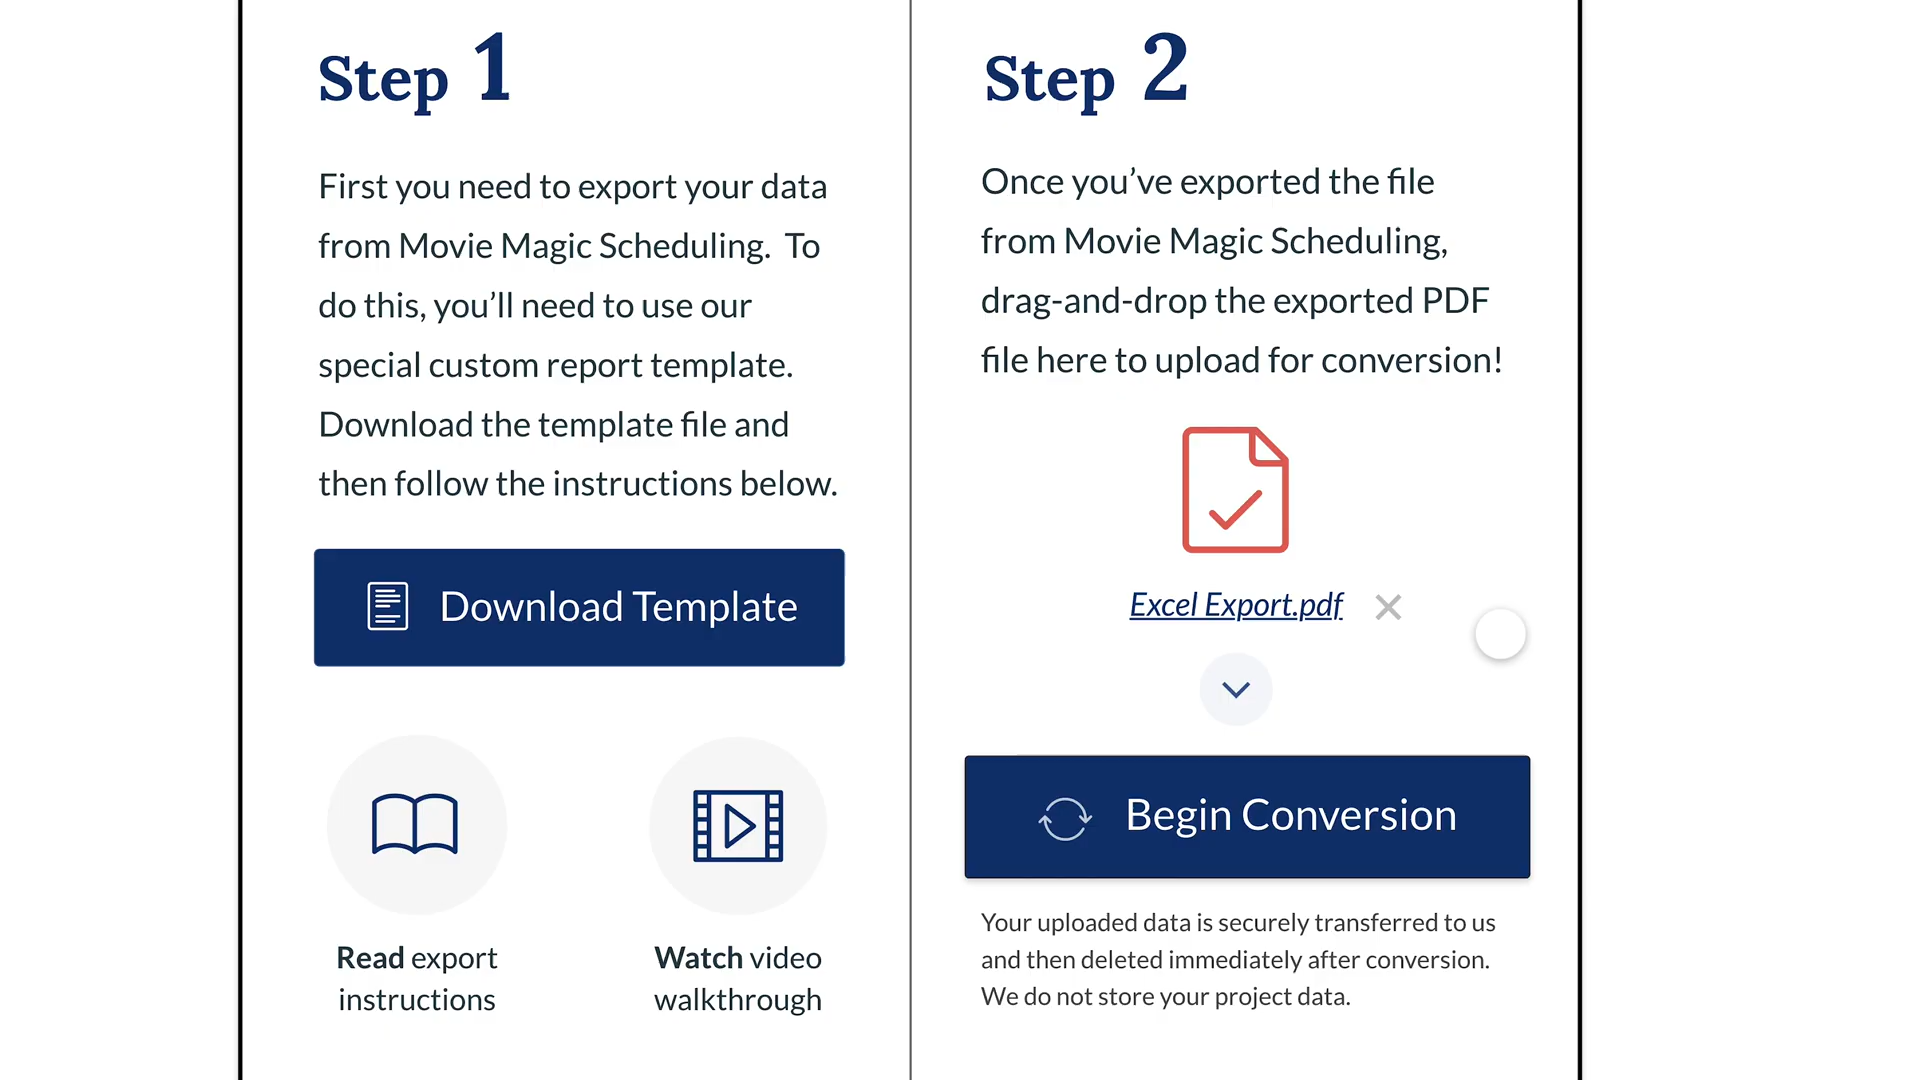 Step 1
First you need to export your data
from Movie Magic Scheduling.  To
do this, you’ll need to use our
special custom report template.
Download the template file and
then follow the instructions below.
Download Template
Read export
instructions
Watch video
walkthrough
Step 2
Once you’ve exported the file
from Movie Magic Scheduling,
drag-and-drop the exported PDF
file here to upload for conversion!
Excel Export.pdf
Begin Conversion
Your uploaded data is securely transferred to us
and then deleted immediately after conversion.
We do not store your project data.